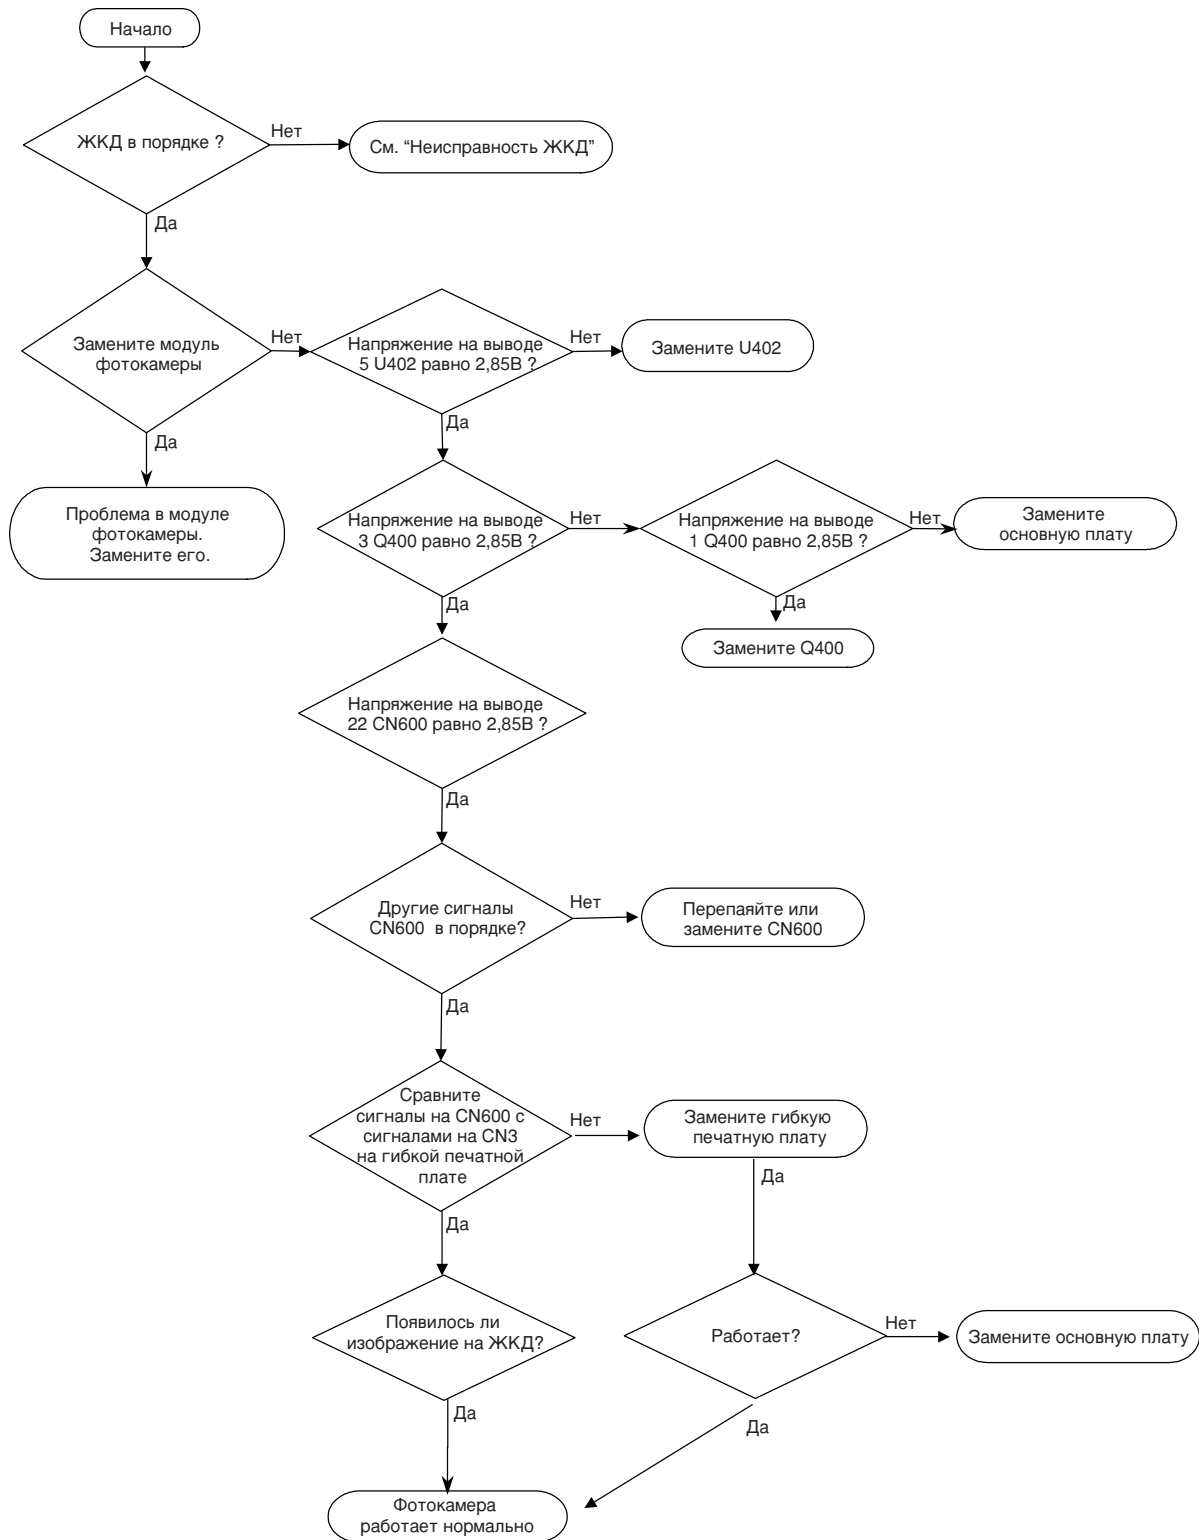 Начало
ЖКД в порядке ?
Нет
См. “Неисправность ЖКД”
Да
Замените модуль
фотокамеры
Нет
Напряжение на выводе
5 U402 равно 2,85В ?
Нет
Замените U402
Да
Да
Проблема в модуле
фотокамеры.
Замените его.
Напряжение на выводе
3 Q400 равно 2,85В ?
Нет
Напряжение на выводе
1 Q400 равно 2,85В ?
Нет
Замените
основную плату
Да
Да
Замените Q400
Напряжение на выводе
22 CN600 равно 2,85В ?
Да
Другие сигналы
CN600 в порядке?
Нет
Перепаяйте или
замените CN600
Да
Сравните
сигналы на CN600 с
сигналами на CN3
на гибкой печатной
плате
Нет
Замените гибкую
печатную плату
Да
Да
Появилось ли
изображение на ЖКД?
Работает?
Нет
Замените основную плату
Да
Да
Фотокамера
работает нормально